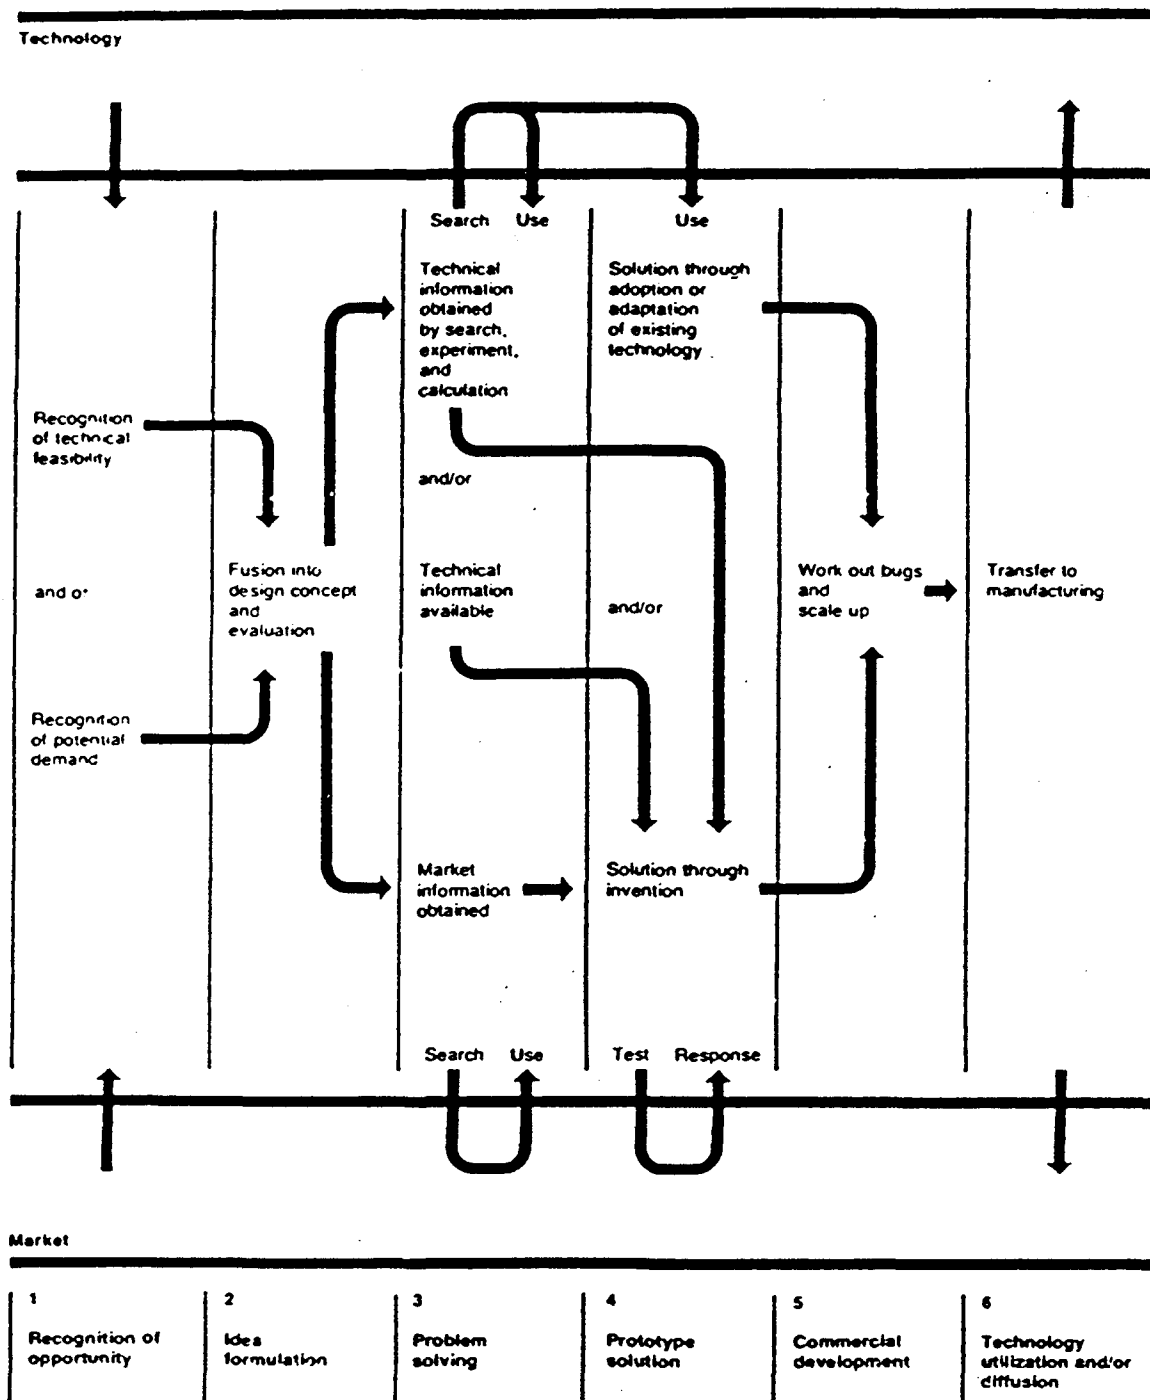 Technology
Search Use
Use
Technical
information
obtained
by search,
experiment,
and
calculation
Solution through
adoption or
adaptation
of existing
technology
Recognition
of technical
feasibility
and/or
and or
Fusion into
design concept
and
evaluation
Technical
information
available
and/or
Work out bugs
and
scale up
Transfer to
manufacturing
Recognition
of potential
demand
Market
information
obtained
Solution through
invention
Search Use
Test Response
Market
1
Recognition of
opportunity
2
Idea
formulation
3
Problem
solving
4
Prototype
solution
5
Commercial
development
6
Technology
utilization and/or
diffusion